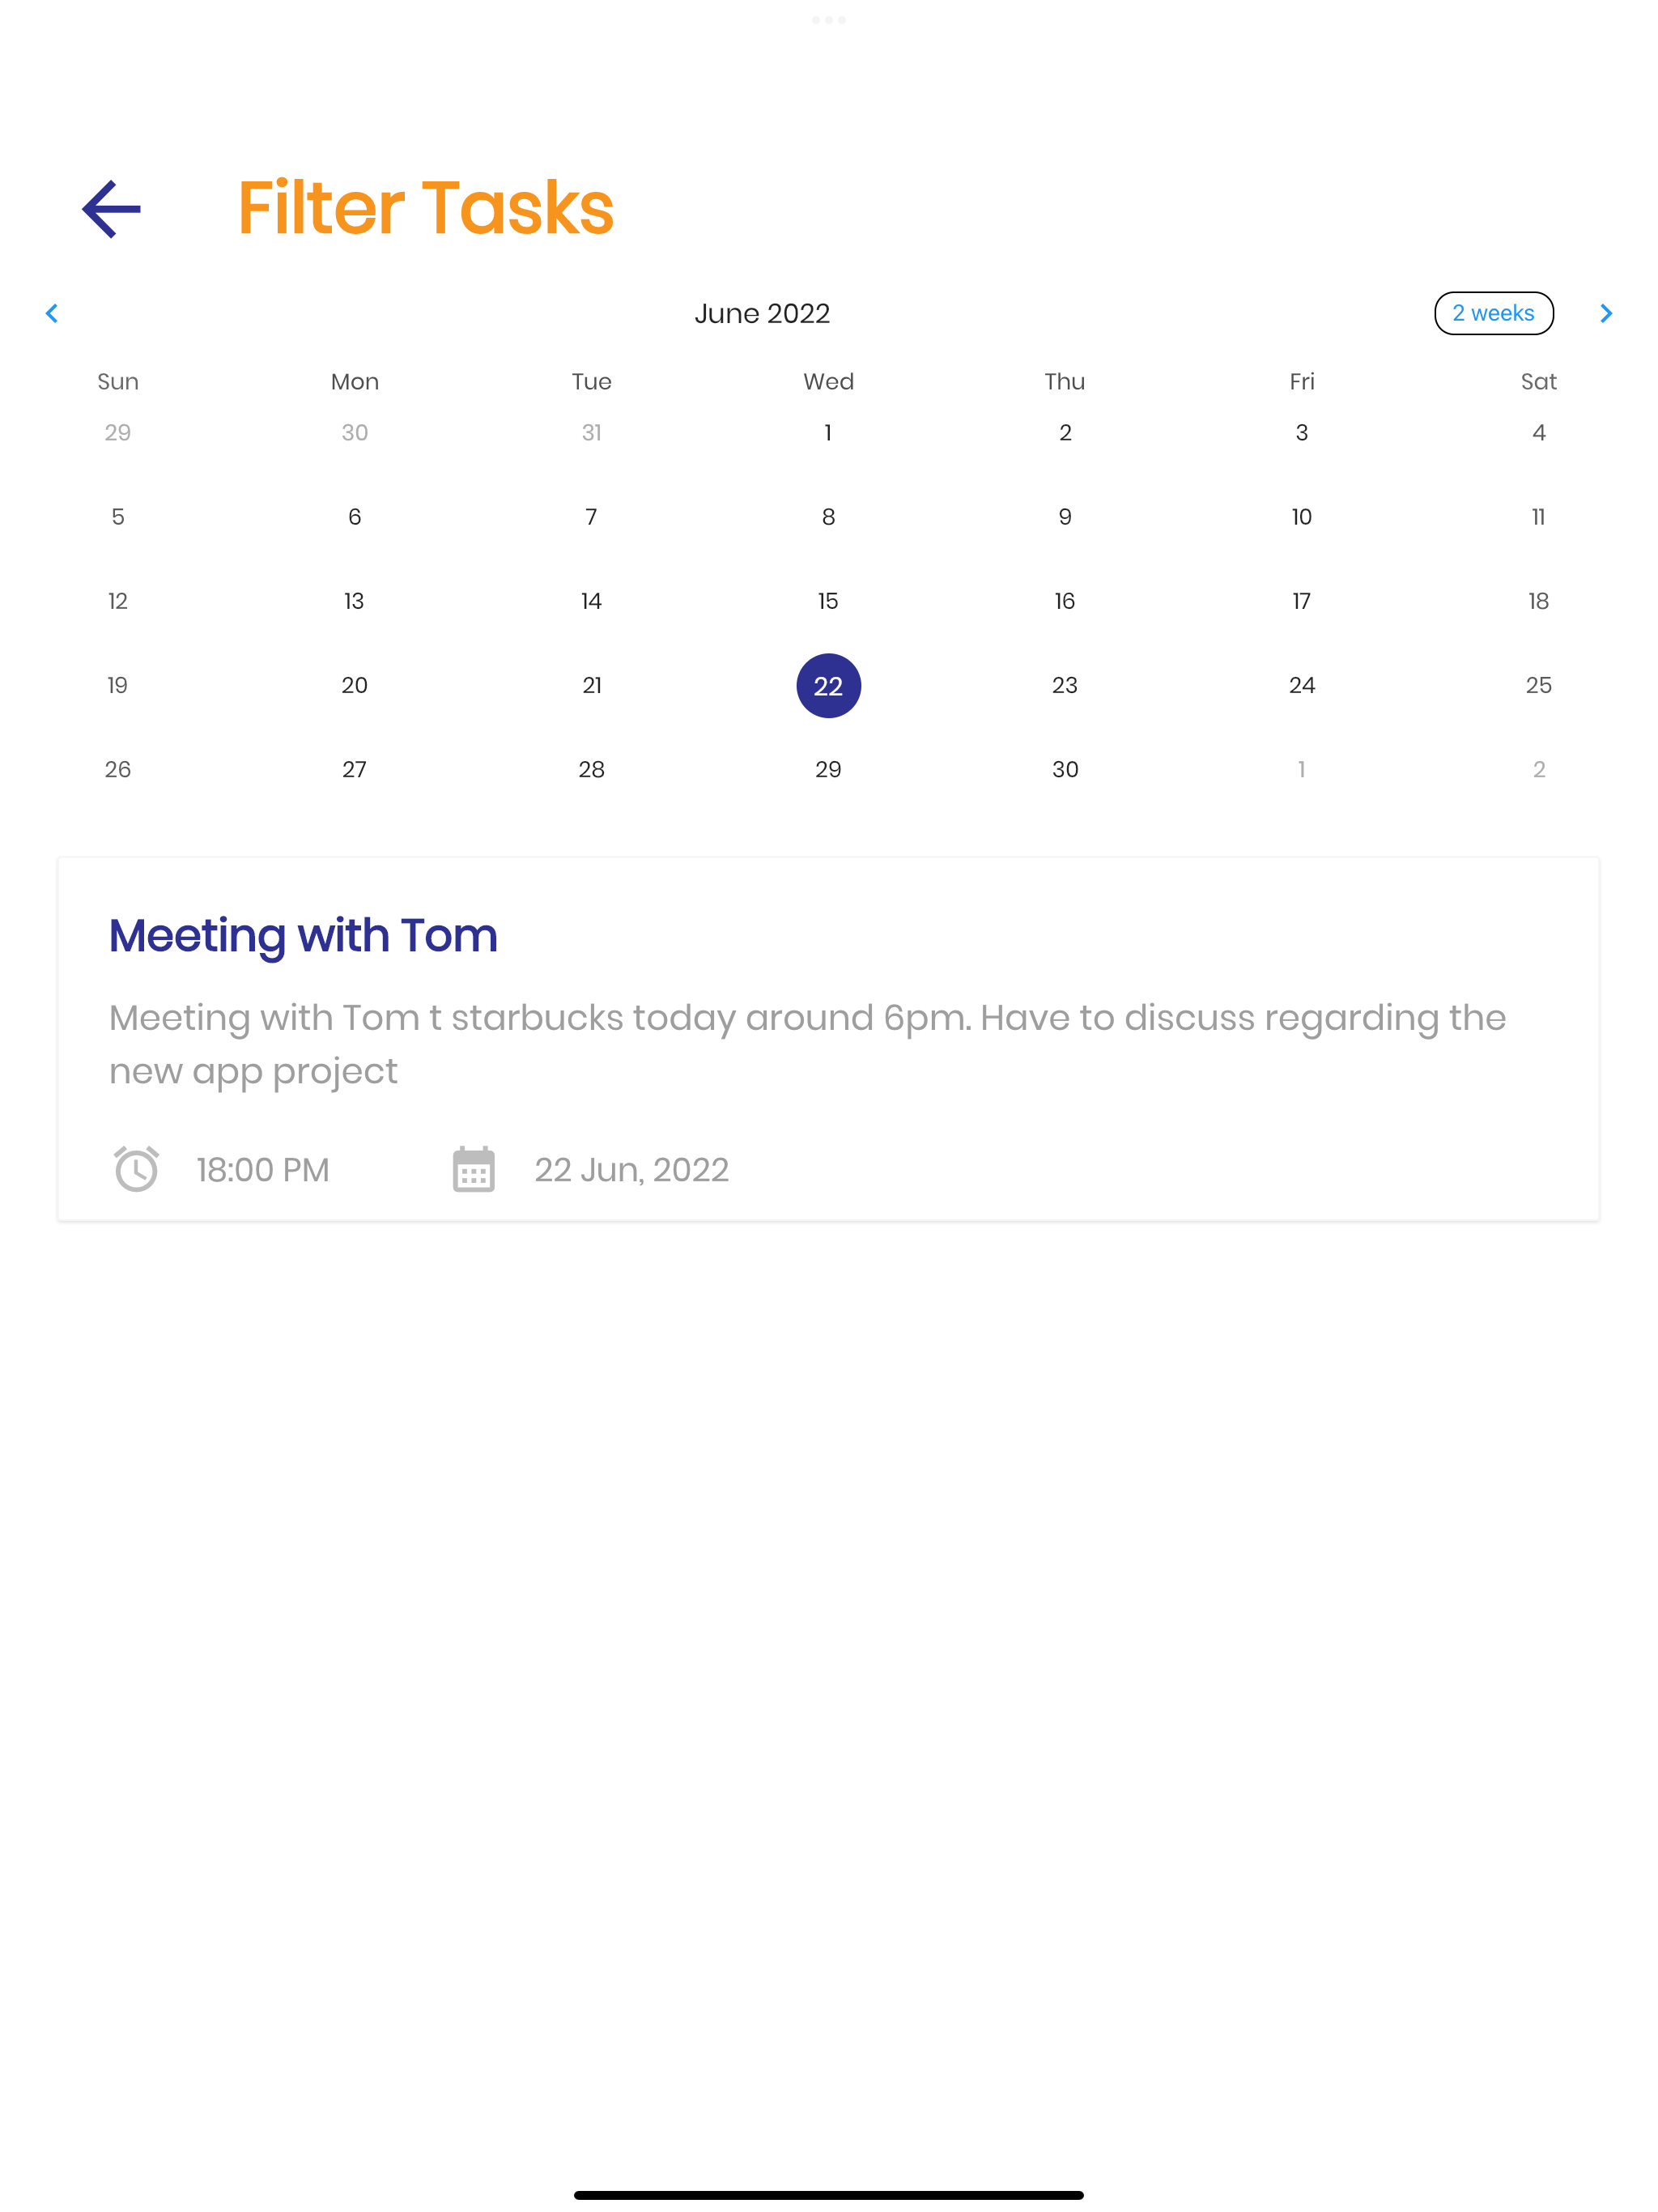 Filter Tasks
June 2022
2 weeks
Sun Mon Tue Wed Thu Fri Sat
29 30 31 1 2 3 4
5 6 7 8 9 10 11
12 13 14 15 16 17 18
19 20 21 22 23 24 25
26 27 28 29 30 1 2
Meeting with Tom
Meeting with Tom t starbucks today around 6pm. Have to discuss regarding the
new app project
18:00 PM 22 Jun, 2022